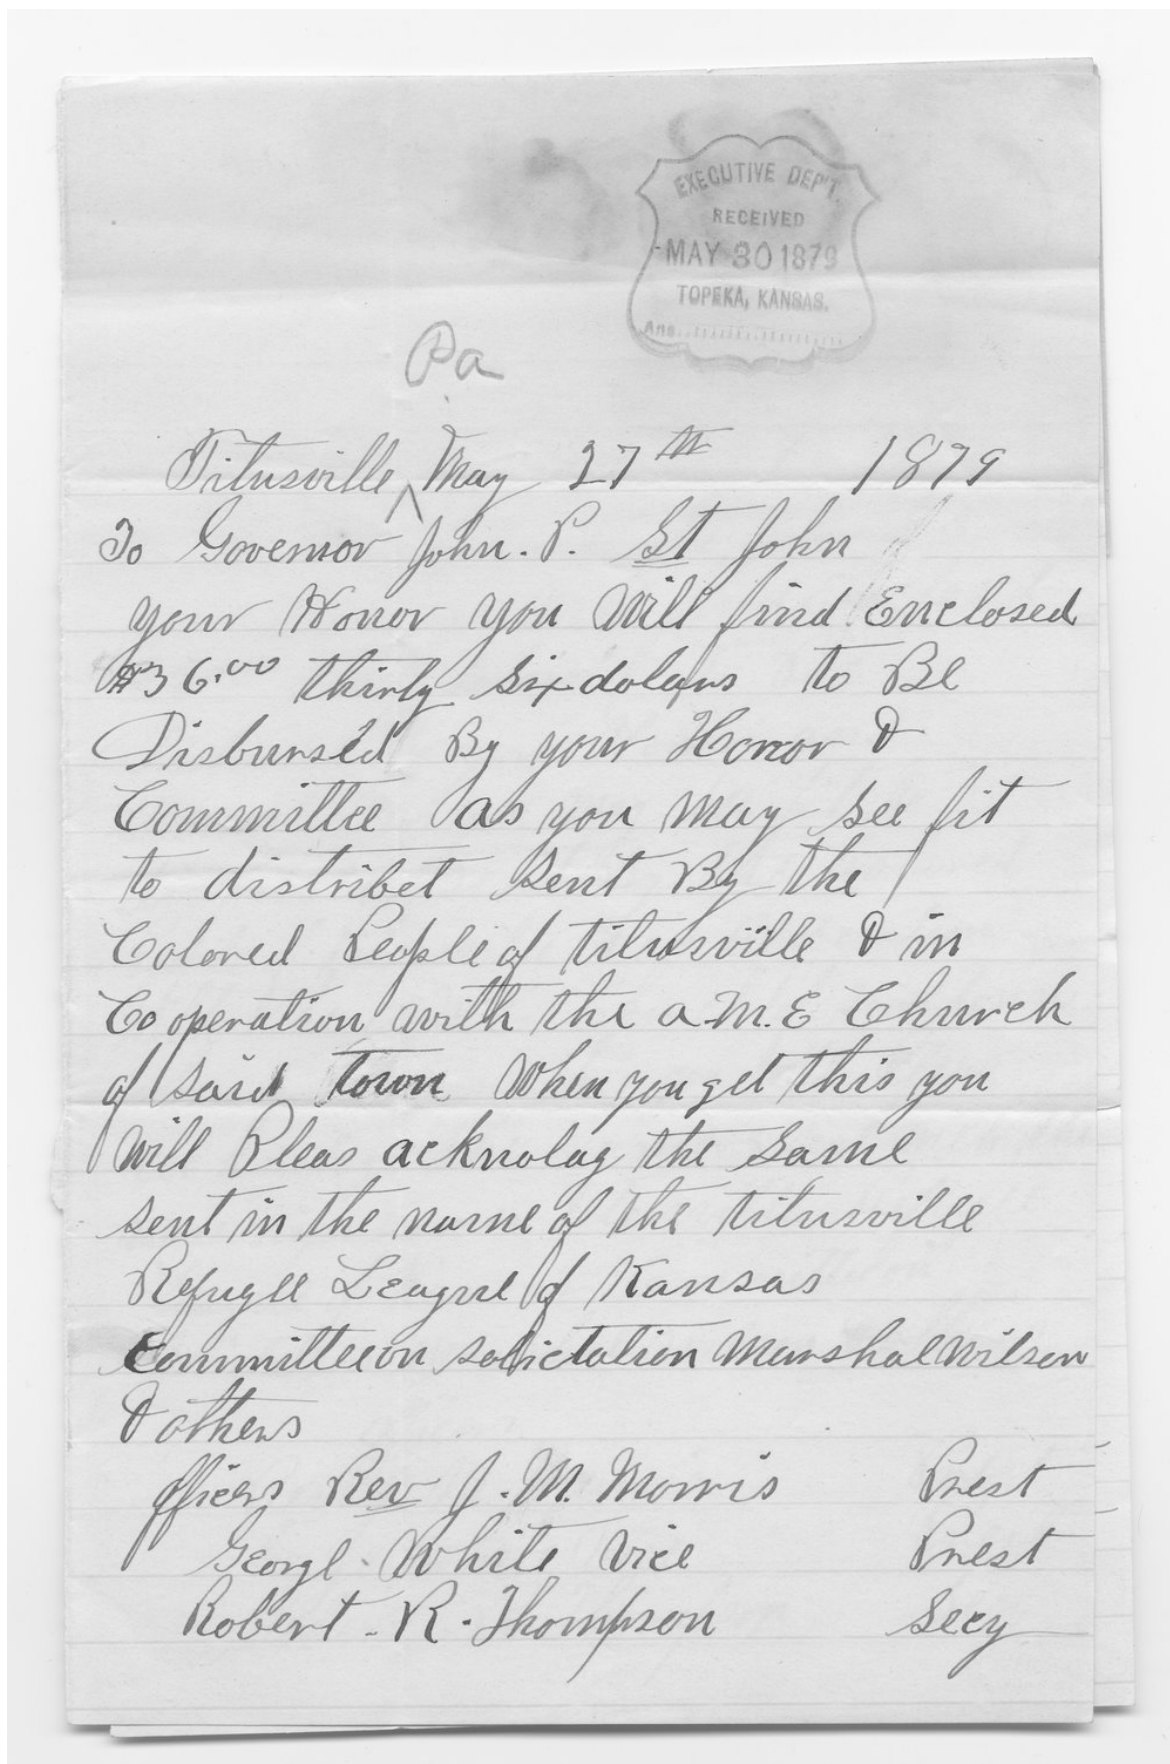 EXECUTIVE DEP'T.
RECEIVED
MAY 30 1879
TOPEKA, KANSAS.
Ans.
Pa
Titusville ^ May 27th 1879
To Governor John. P. St John
your Honor you will find Enclosed
#36.00 thirty six dolars to Be
Disbursed By your Honor &
Committee as you may see fit
to distribet sent By the
Colored People of titusville & in
Co operation with the a.M.E Church
of said town When you get this you
will Pleas acknolag the same
sent in the name of the titusville
Refugee League of Kansas
Committee on solictation Marshal Wilson
& others
officers Rev J. M. Morris Prest
George. White Vice Prest
Robert. R. Thompson Secy